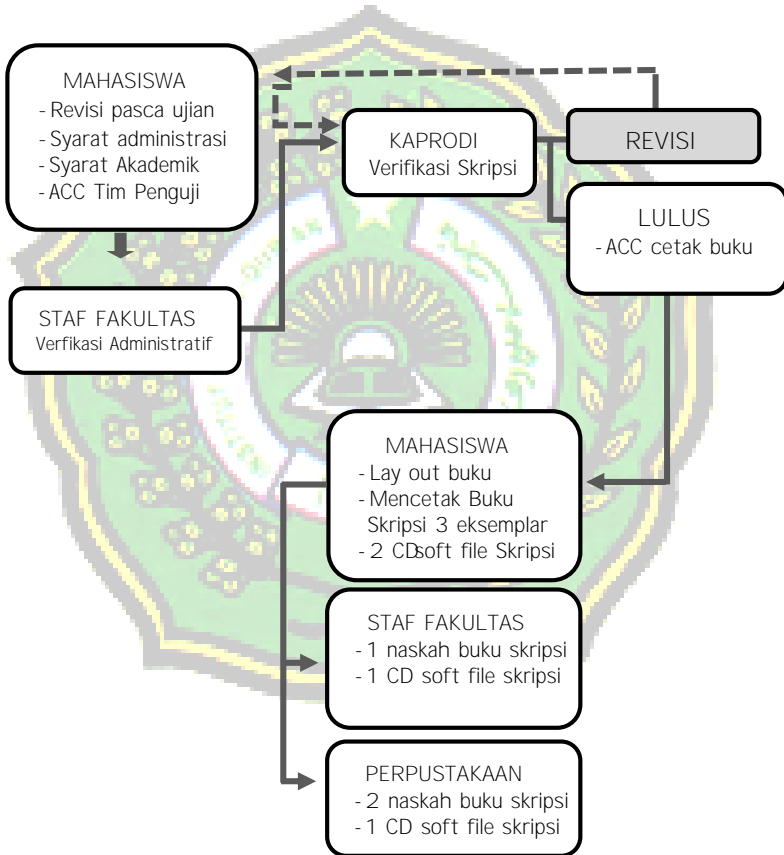 MAHASISWA
- Revisi pasca ujian
- Syarat administrasi
- Syarat Akademik
- ACC Tim Penguji
KAPRODI
Verifikasi Skripsi
REVISI
LULUS
- ACC cetak buku
STAF FAKULTAS
Verfikasi Administratif
MAHASISWA
- Lay out buku
- Mencetak Buku
Skripsi 3 eksemplar
- 2 CDsoft file Skripsi
STAF FAKULTAS
- 1 naskah buku skripsi
- 1 CD soft file skripsi
PERPUSTAKAAN
- 2 naskah buku skripsi
- 1 CD soft file skripsi